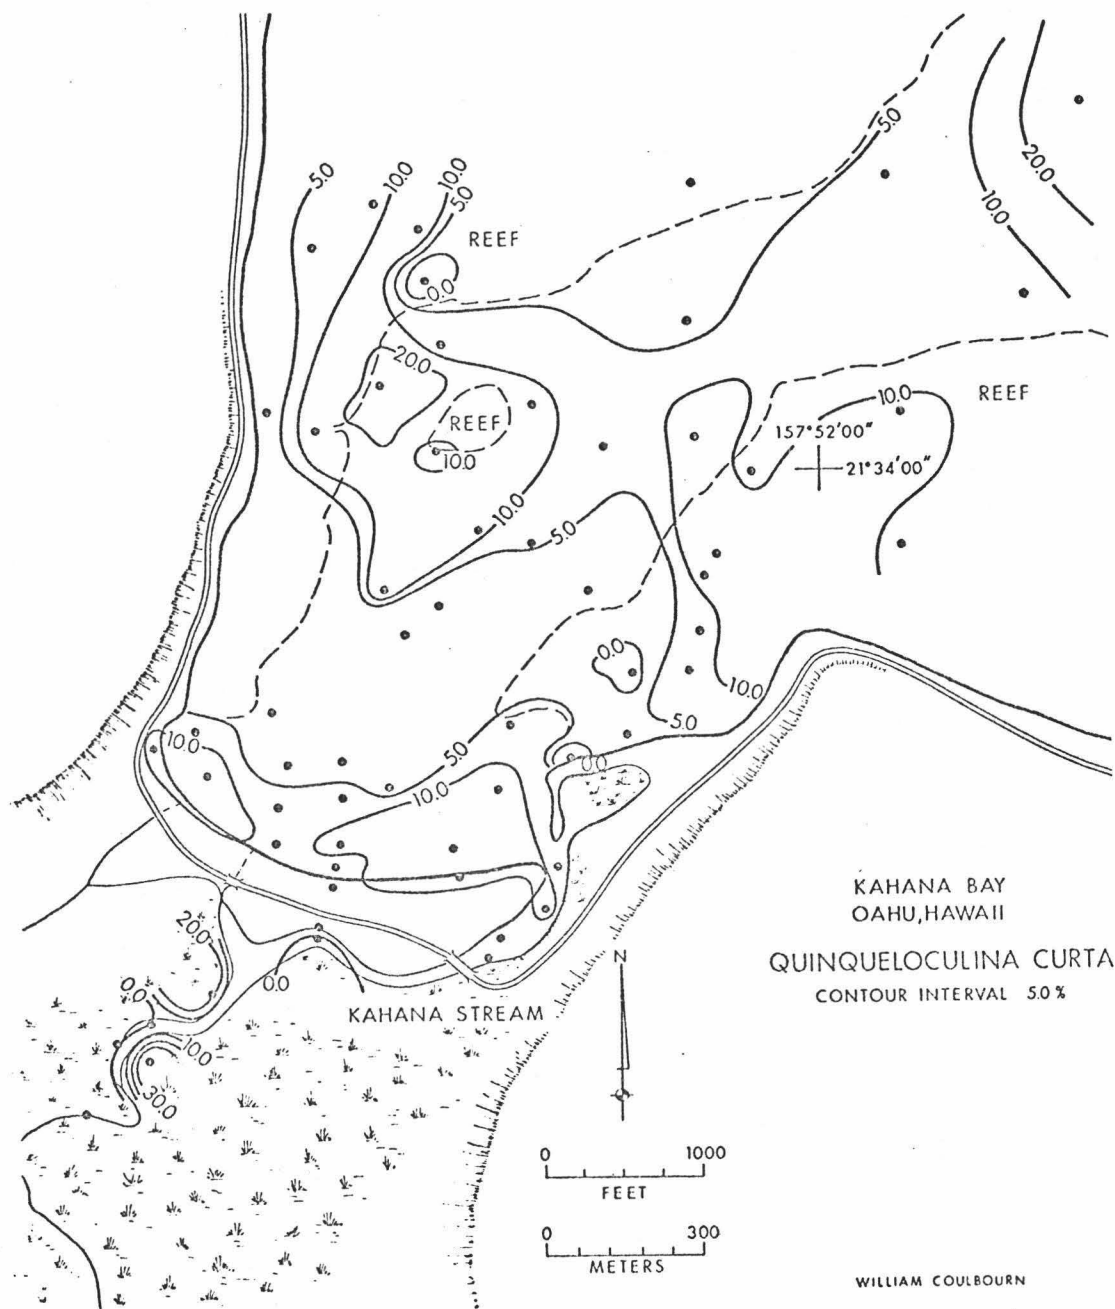 5.0
10.0
10.0
5.0
5.0
20.0
10.0
REEF
0.0
20.0
REEF
10.0
REEF
10.0
157°52'00"
21°34'00"
10.0
5.0
0.0
10.0
5.0
5.0
10.0
0.0
10.0
KAHANA BAY
OAHU, HAWAII
QUINQUELOCULINA CURTA
CONTOUR INTERVAL 5.0 %
20.0
0.0
0.0
N
KAHANA STREAM
10.0
30.0
0 1000
FEET
0 300
METERS
WILLIAM COULBOURN